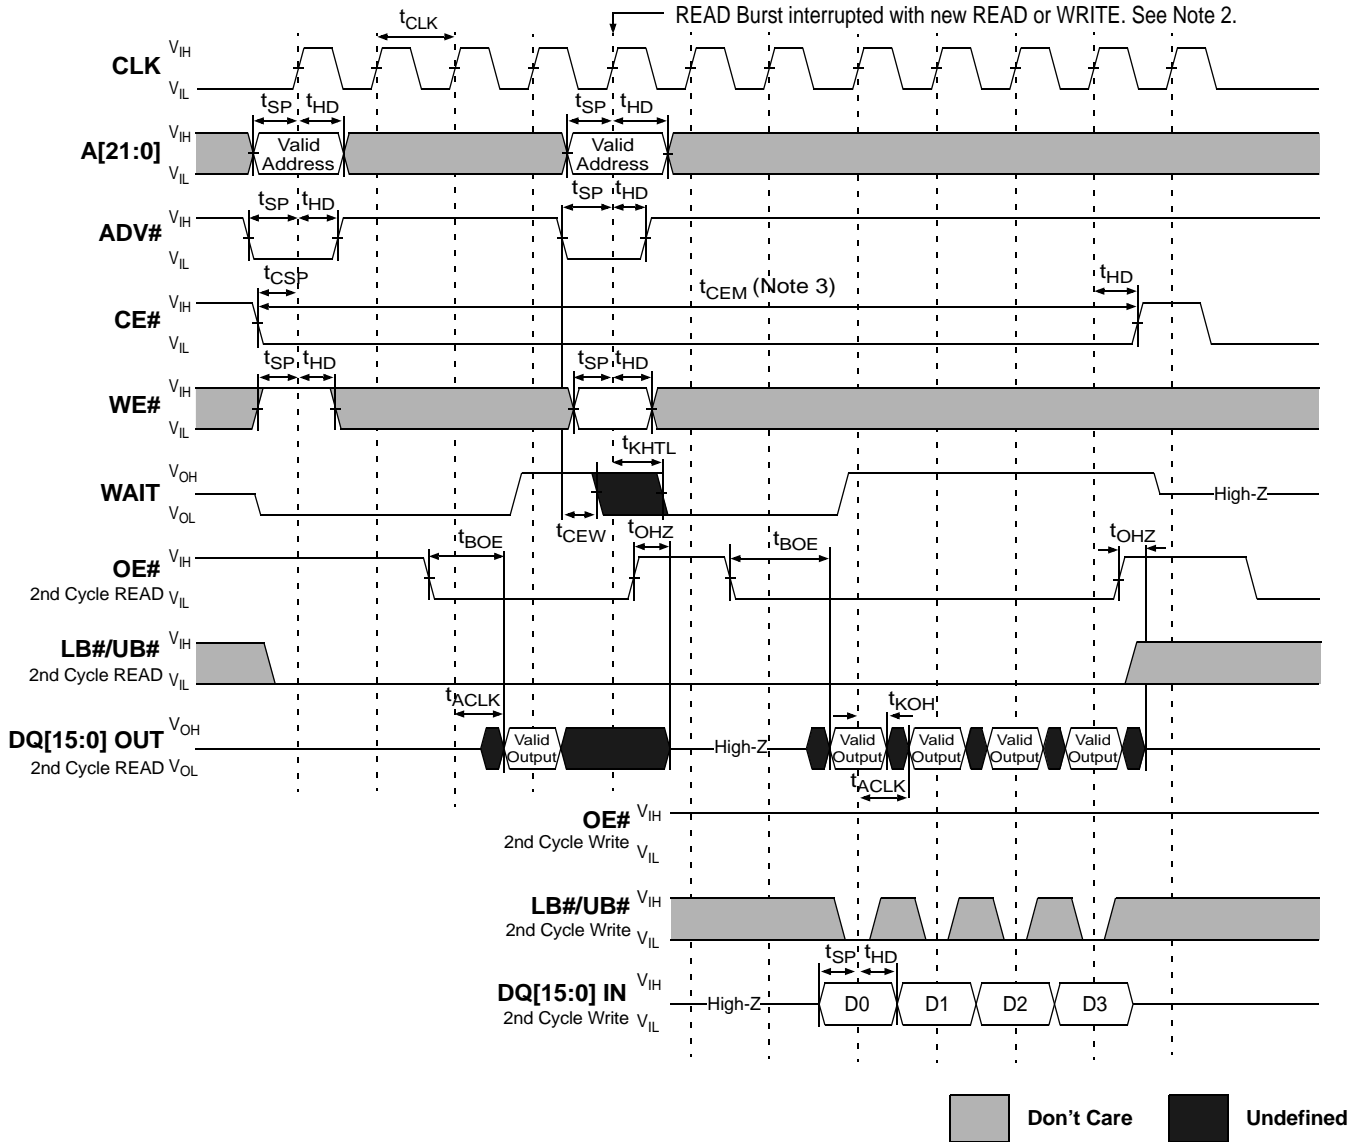 READ Burst interrupted with new READ or WRITE. See Note 2.
tCLK
CLK VIH
VIL
tSP tHD tSP tHD
A[21:0] VIH
VIL
Valid Address Valid Address
tSP tHD tSP tHD
ADV# VIH
VIL
tCSP tCEM (Note 3) tHD
CE# VIH
VIL
tSP tHD tSP tHD
WE# VIH
VIL
tKHTL
WAIT VOH
VOL
High-Z
tCEW
tBOE tOHZ tBOE tOHZ
OE# VIH
2nd Cycle READ VIL
LB#/UB# VIH
2nd Cycle READ VIL
tACLK tKOH
DQ[15:0] OUT VOH
2nd Cycle READ VOL
Valid Output High-Z Valid Output Valid Output Valid Output Valid Output
tACLK
OE# VIH
2nd Cycle Write VIL
LB#/UB# VIH
2nd Cycle Write VIL
tSP tHD
DQ[15:0] IN VIH
2nd Cycle Write VIL
High-Z D0 D1 D2 D3
Don't Care Undefined